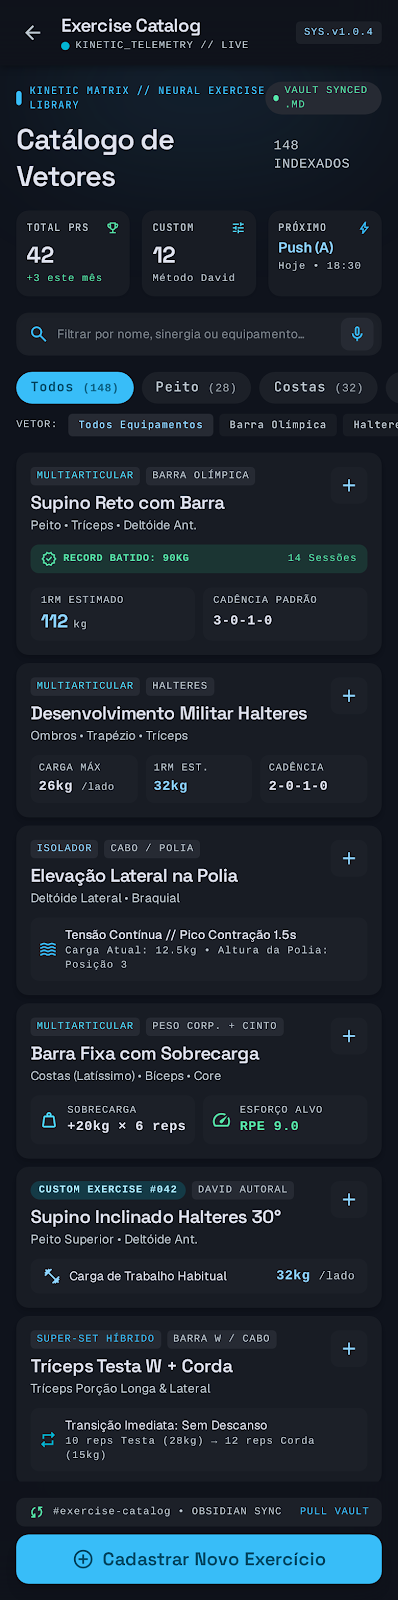 Exercise Catalog
KINETIC_TELEMETRY // LIVE
SYS.v1.0.4
KINETIC MATRIX // NEURAL EXERCISE
LIBRARY
VAULT SYNCED
.MD
Catálogo de
Vetores
148
INDEXADOS
TOTAL PRS
42
+3 este mês
CUSTOM
12
Método David
PRÓXIMO
Push (A)
Hoje • 18:30
Filtrar por nome, sinergia ou equipamento…
Todos (148)
Peito (28)
Costas (32)
VETOR:
Todos Equipamentos
Barra Olímpica
Haltere
MULTIARTICULAR
BARRA OLÍMPICA
Supino Reto com Barra
Peito • Tríceps • Deltóide Ant.
RECORD BATIDO: 90KG
14 Sessões
1RM ESTIMADO
112 kg
CADÊNCIA PADRÃO
3-0-1-0
MULTIARTICULAR
HALTERES
Desenvolvimento Militar Halteres
Ombros • Trapézio • Tríceps
CARGA MÁX
26kg /lado
1RM EST.
32kg
CADÊNCIA
2-0-1-0
ISOLADOR
CABO / POLIA
Elevação Lateral na Polia
Deltóide Lateral • Braquial
Tensão Contínua // Pico Contração 1.5s
Carga Atual: 12.5kg • Altura da Polia:
Posição 3
MULTIARTICULAR
PESO CORP. + CINTO
Barra Fixa com Sobrecarga
Costas (Latíssimo) • Bíceps • Core
SOBRECARGA
+20kg × 6 reps
ESFORÇO ALVO
RPE 9.0
CUSTOM EXERCISE #042
DAVID AUTORAL
Supino Inclinado Halteres 30°
Peito Superior • Deltóide Ant.
Carga de Trabalho Habitual
32kg /lado
SUPER-SET HÍBRIDO
BARRA W / CABO
Tríceps Testa W + Corda
Tríceps Porção Longa & Lateral
Transição Imediata: Sem Descanso
10 reps Testa (28kg) → 12 reps Corda
(15kg)
#exercise-catalog • OBSIDIAN SYNC
PULL VAULT
Cadastrar Novo Exercício